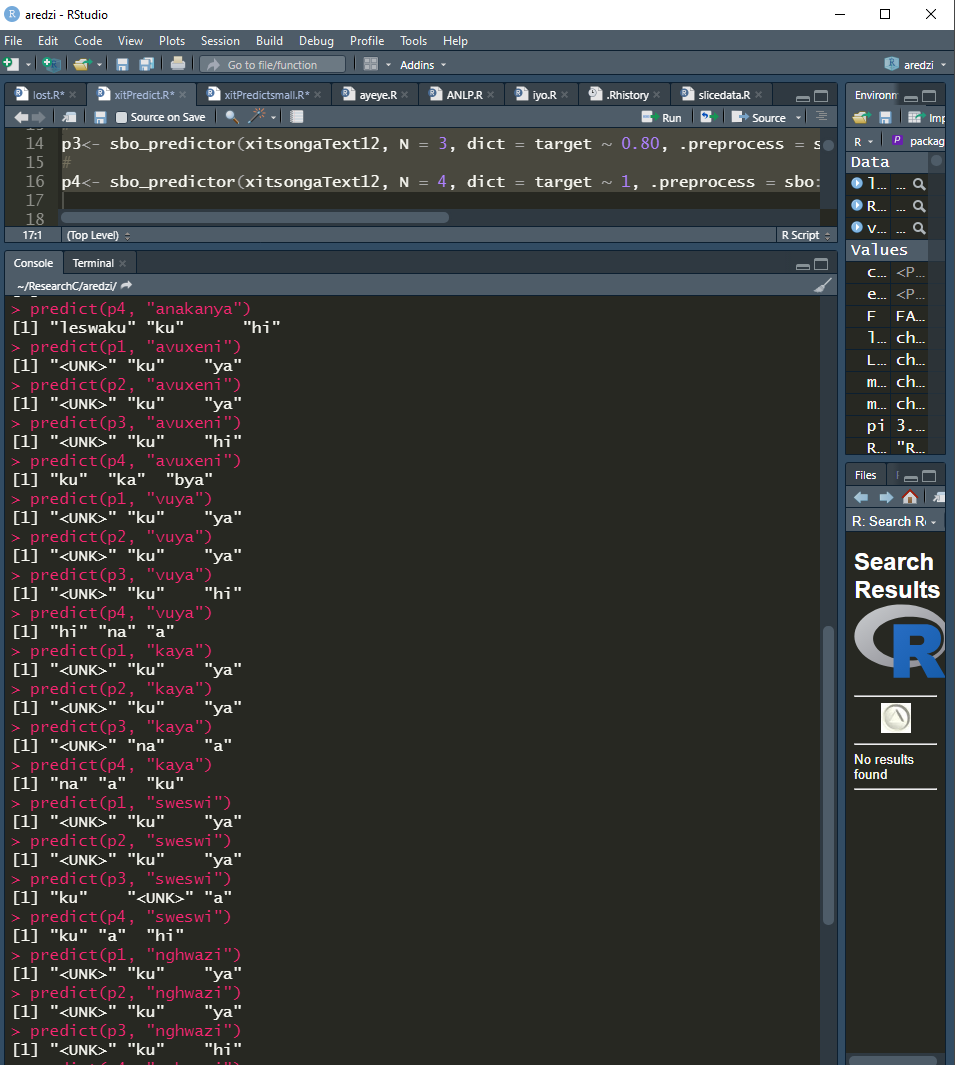 aredzi - RStudio
File Edit Code View Plots Session Build Debug Profile Tools Help
Go to file/function Addins aredzi
lost.R* xitPredict.R* xitPredictsmall.R* ayeye.R ANLP.R iyo.R .Rhistory slicedata.R
Source on Save Run Source
14 p3<- sbo_predictor(xitsongaText12, N = 3, dict = target ~ 0.80, .preprocess = s
15 #
16 p4<- sbo_predictor(xitsongaText12, N = 4, dict = target ~ 1, .preprocess = sbo:
17
18
17:1 (Top Level) R Script
Console Terminal
~/ResearchC/aredzi/
> predict(p4, "anakanya")
[1] "leswaku" "ku" "hi"
> predict(p1, "avuxeni")
[1] "<UNK>" "ku" "ya"
> predict(p2, "avuxeni")
[1] "<UNK>" "ku" "ya"
> predict(p3, "avuxeni")
[1] "<UNK>" "ku" "hi"
> predict(p4, "avuxeni")
[1] "ku" "ka" "bya"
> predict(p1, "vuya")
[1] "<UNK>" "ku" "ya"
> predict(p2, "vuya")
[1] "<UNK>" "ku" "ya"
> predict(p3, "vuya")
[1] "<UNK>" "ku" "hi"
> predict(p4, "vuya")
[1] "hi" "na" "a"
> predict(p1, "kaya")
[1] "<UNK>" "ku" "ya"
> predict(p2, "kaya")
[1] "<UNK>" "ku" "ya"
> predict(p3, "kaya")
[1] "<UNK>" "na" "a"
> predict(p4, "kaya")
[1] "na" "a" "ku"
> predict(p1, "sweswi")
[1] "<UNK>" "ku" "ya"
> predict(p2, "sweswi")
[1] "<UNK>" "ku" "ya"
> predict(p3, "sweswi")
[1] "ku" "<UNK>" "a"
> predict(p4, "sweswi")
[1] "ku" "a" "hi"
> predict(p1, "nghwazi")
[1] "<UNK>" "ku" "ya"
> predict(p2, "nghwazi")
[1] "<UNK>" "ku" "ya"
> predict(p3, "nghwazi")
[1] "<UNK>" "ku" "hi"
Environm
Imp
R packag
Data
l... ...
R... ...
v... ...
Values
c... <P...
e... <P...
F FA...
l... ch...
L... ch...
m... ch...
m... ch...
pi 3....
R... "R...
Files
R: Search Re
Search
Results
R
No results
found